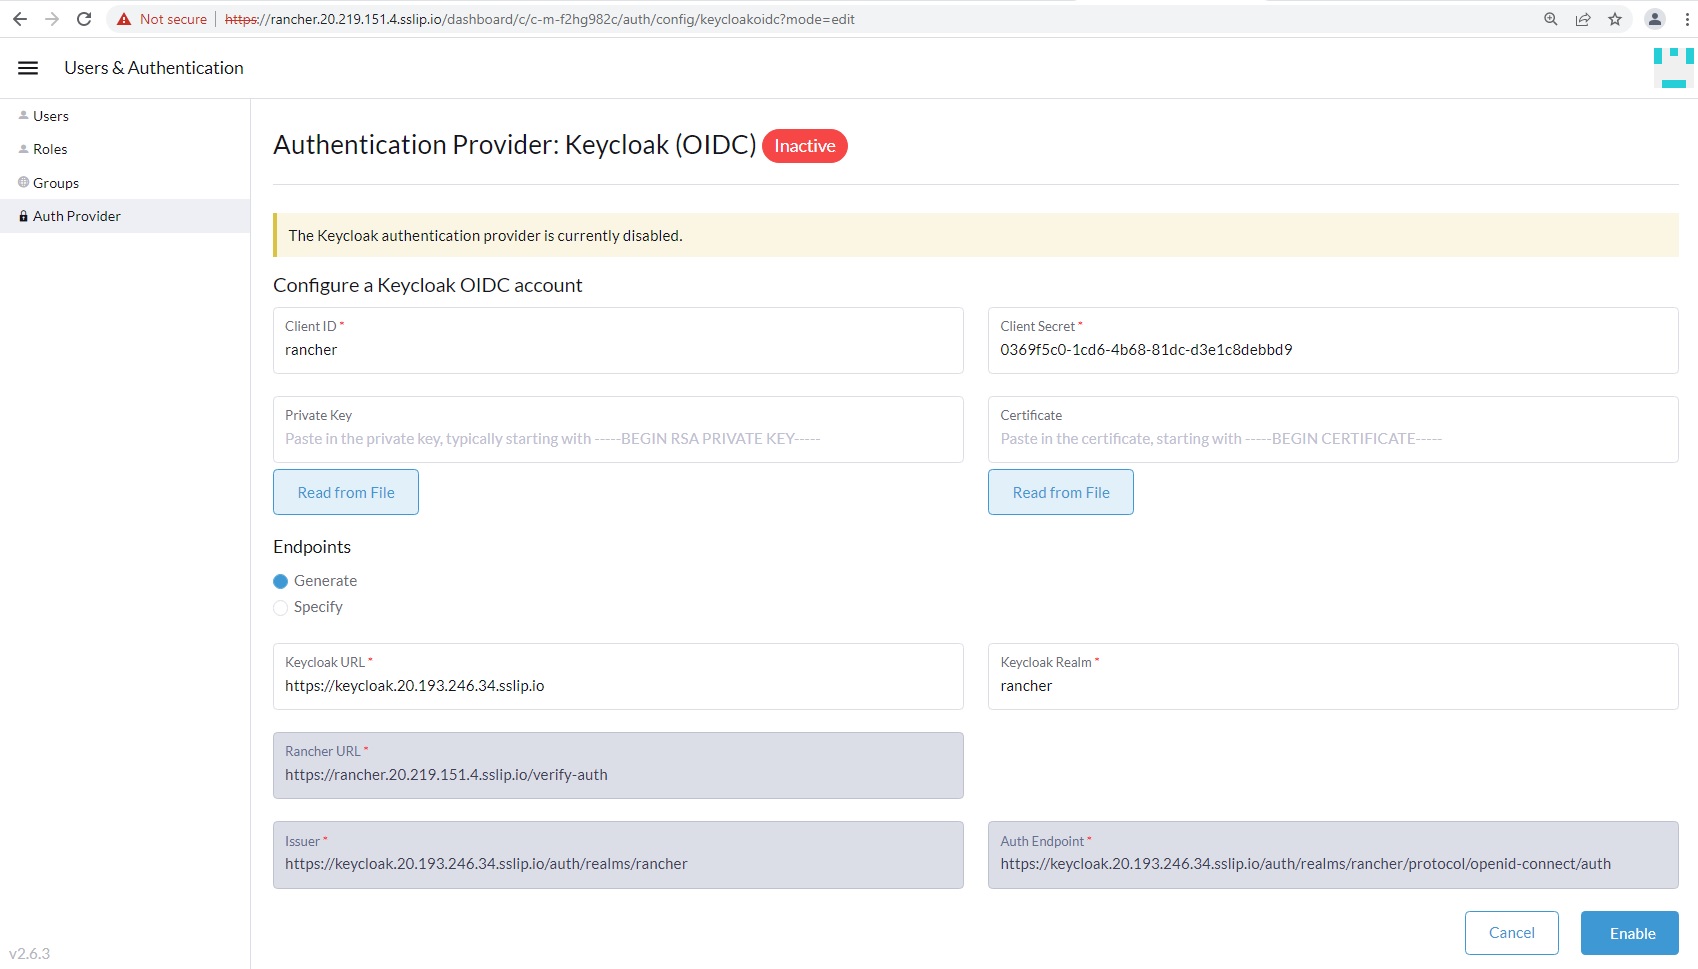 Not secure | https://rancher.20.219.151.4.sslip.io/dashboard/c/c-m-f2hg982c/auth/config/keycloakoidc?mode=edit
Users & Authentication
Users
Roles
Groups
Auth Provider
Authentication Provider: Keycloak (OIDC) Inactive
The Keycloak authentication provider is currently disabled.
Configure a Keycloak OIDC account
Client ID *
rancher
Client Secret *
0369f5c0-1cd6-4b68-81dc-d3e1c8debbd9
Private Key
Paste in the private key, typically starting with -----BEGIN RSA PRIVATE KEY-----
Certificate
Paste in the certificate, starting with -----BEGIN CERTIFICATE-----
Read from File
Read from File
Endpoints
Generate
Specify
Keycloak URL *
https://keycloak.20.193.246.34.sslip.io
Keycloak Realm *
rancher
Rancher URL *
https://rancher.20.219.151.4.sslip.io/verify-auth
Issuer *
https://keycloak.20.193.246.34.sslip.io/auth/realms/rancher
Auth Endpoint *
https://keycloak.20.193.246.34.sslip.io/auth/realms/rancher/protocol/openid-connect/auth
Cancel
Enable
v2.6.3